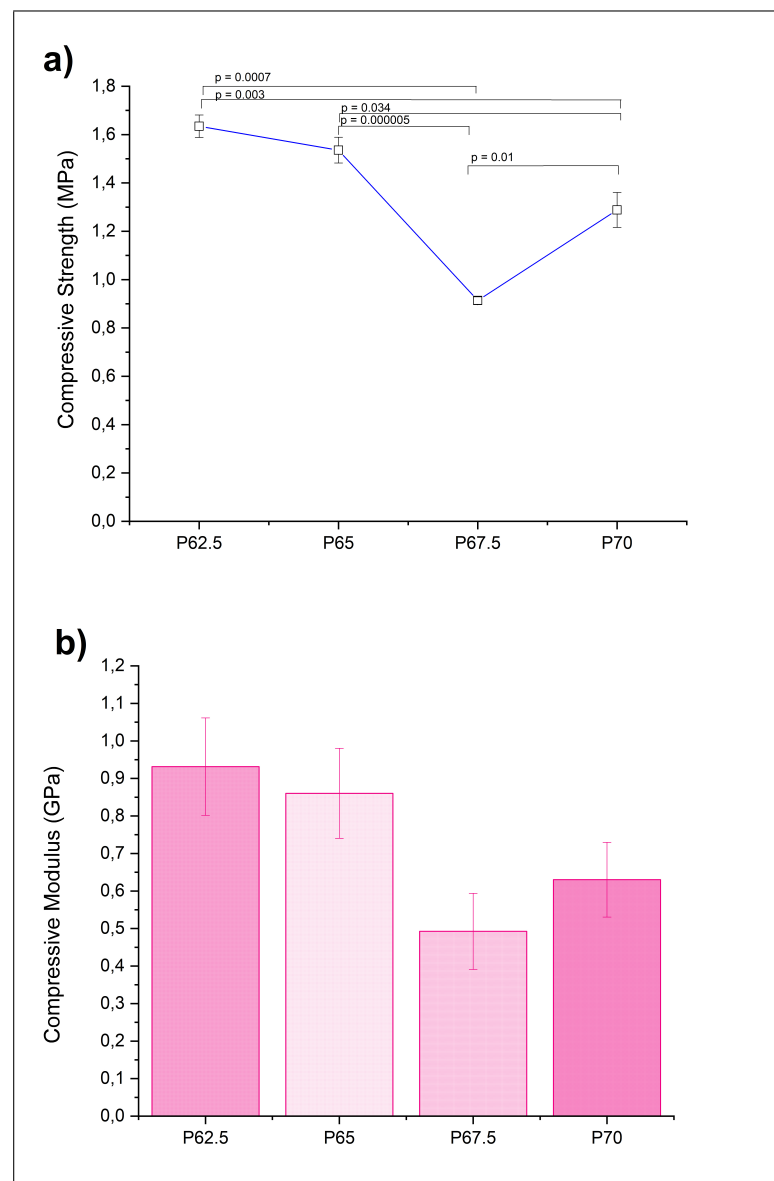 a)
p = 0.0007
1,8
p = 0.003
p = 0.034
p = 0.000005
1,6
p = 0.01
1,4
1,2
1,0
0,8
0,6
0,4
0,2
0,0
Compressive Strength (MPa)
P62.5 P65 P67.5 P70
b)
1,2
1,1
1,0
0,9
0,8
0,7
0,6
0,5
0,4
0,3
0,2
0,1
0,0
Compressive Modulus (GPa)
P62.5 P65 P67.5 P70